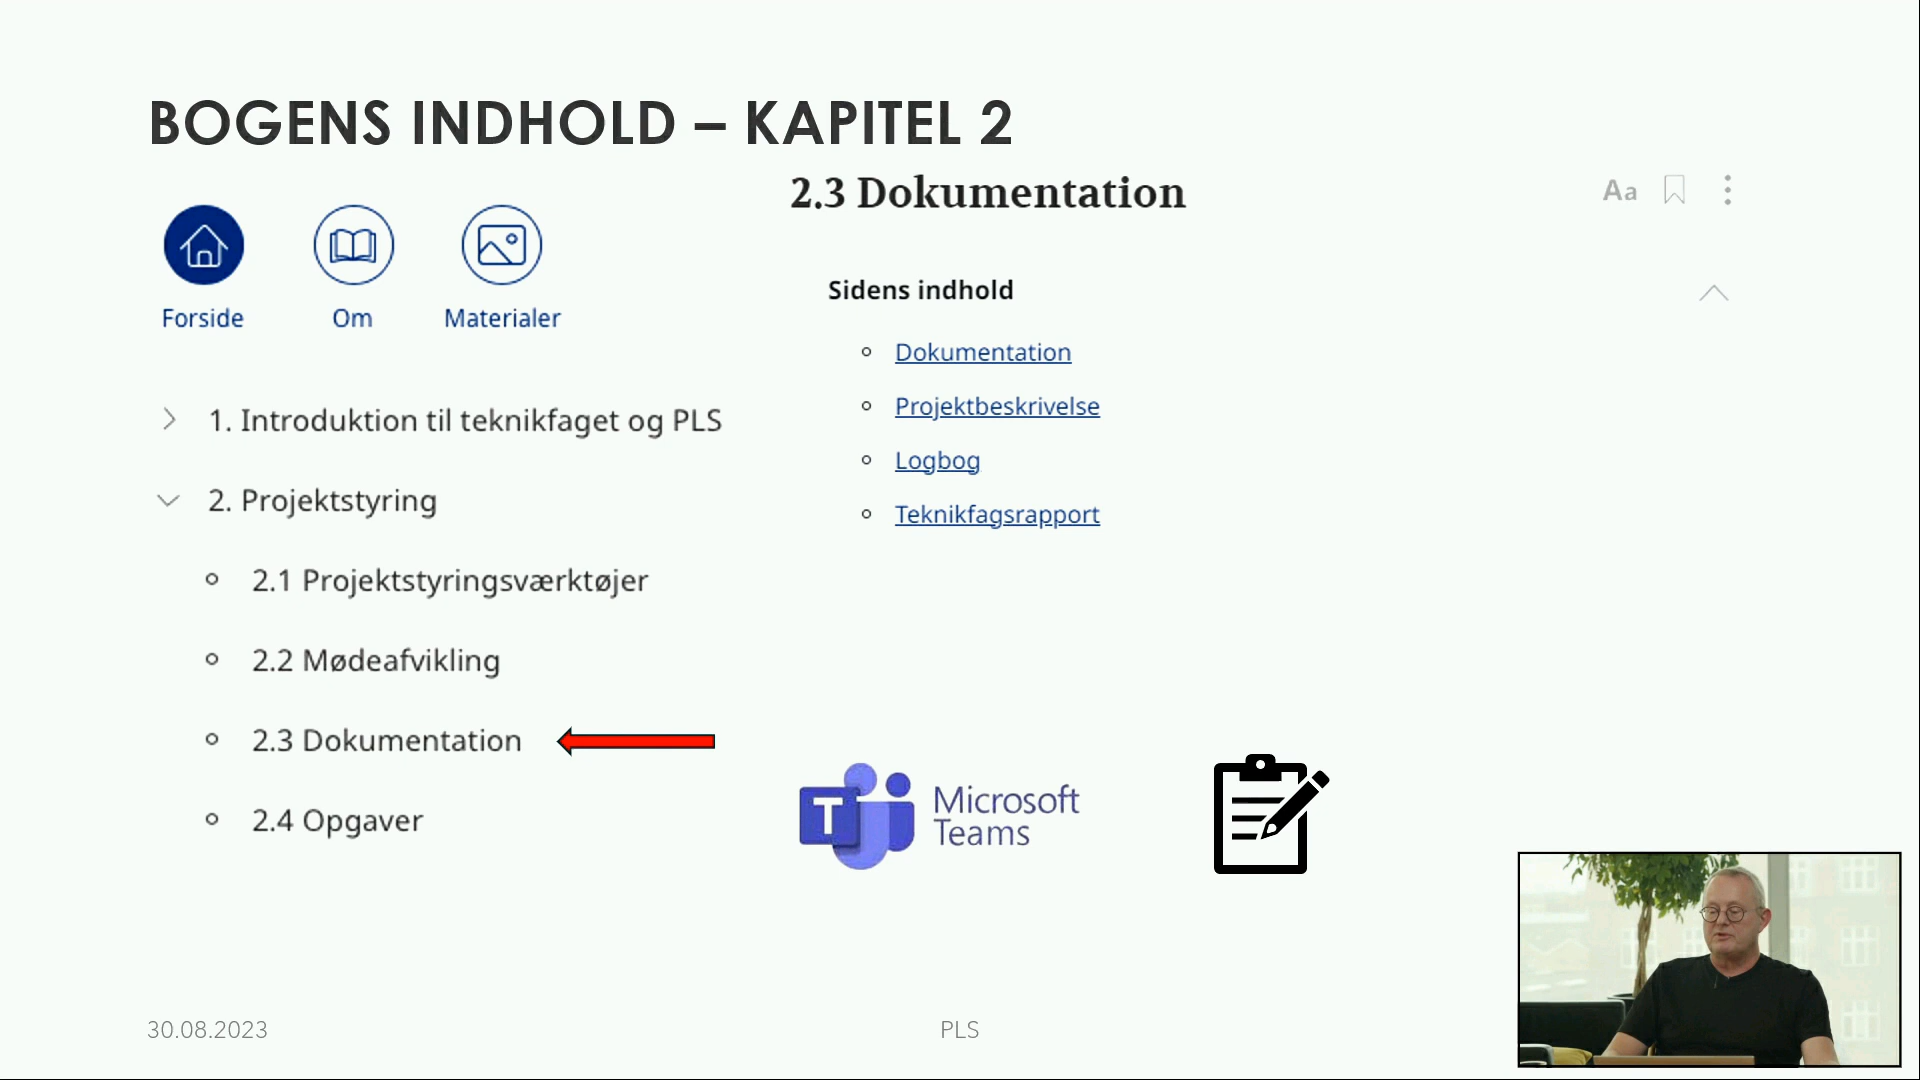 BOGENS INDHOLD – KAPITEL 2
Forside
Om
Materialer
1. Introduktion til teknikfaget og PLS
2. Projektstyring
2.1 Projektstyringsværktøjer
2.2 Mødeafvikling
2.3 Dokumentation
2.4 Opgaver
2.3 Dokumentation
Aa
Sidens indhold
Dokumentation
Projektbeskrivelse
Logbog
Teknikfagsrapport
T
Microsoft
Teams
30.08.2023
PLS